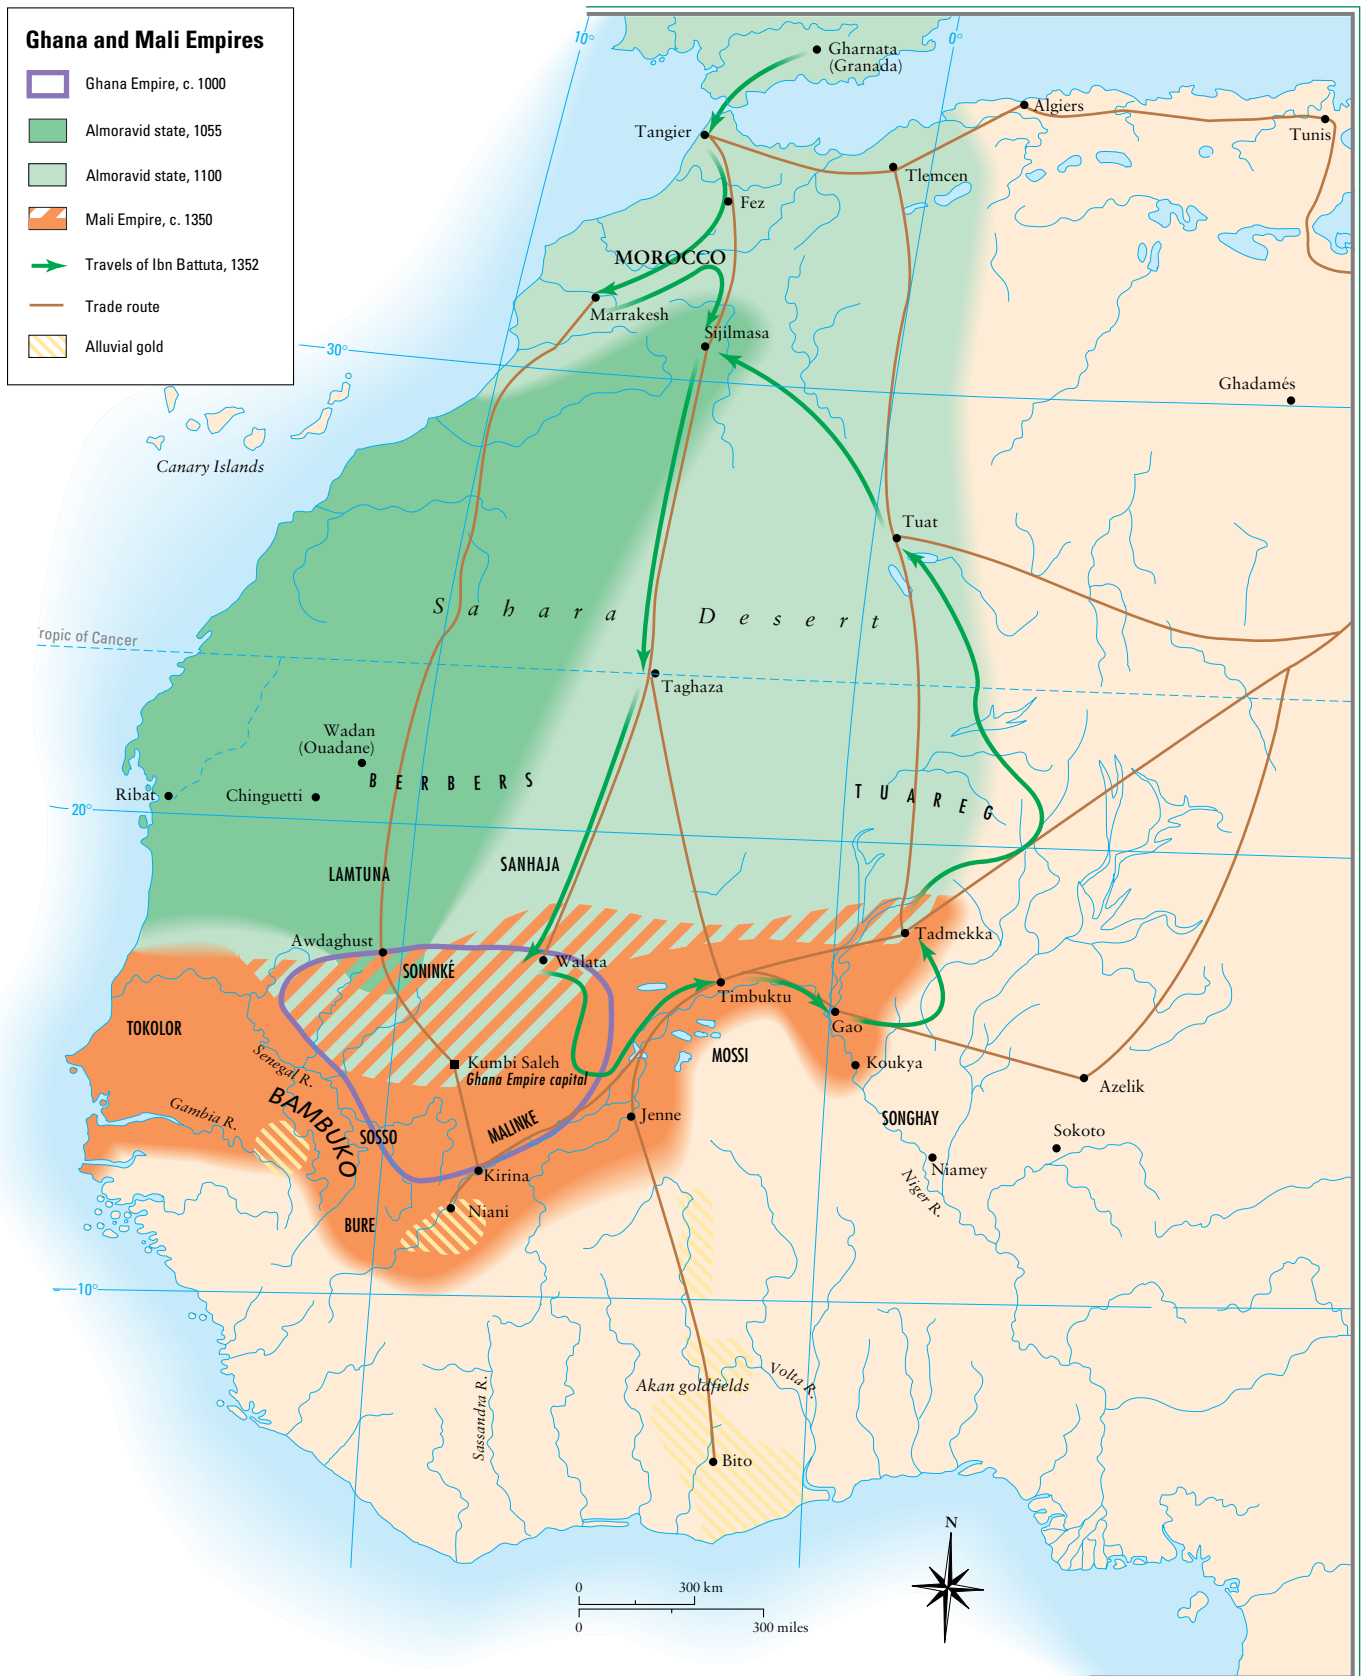 Ghana and Mali Empires
Ghana Empire, c. 1000
Almoravid state, 1055
Almoravid state, 1100
Mali Empire, c. 1350
Travels of Ibn Battuta, 1352
Trade route
Alluvial gold
10°
0°
Gharnata
(Granada)
Algiers
Tangier
Tunis
Tlemcen
Fez
MOROCCO
Marrakesh
Sijilmasa
30°
Ghadamés
Canary Islands
Tuat
Sahara Desert
ropic of Cancer
Taghaza
Wadan
(Ouadane)
BERBERS
Ribat
Chinguetti
TUAREG
20°
LAMTUNA
SANHAJA
Awdaghust
Tadmekka
SONINKÉ
Walata
Timbuktu
TOKOLOR
Gao
MOSSI
Senegal R.
Kumbi Saleh
Ghana Empire capital
Koukya
Azelik
BAMBUKO
Gambia R.
Jenne
SONGHAY
MALINKE
SOSSO
Sokoto
Kirina
Niamey
Niger R.
Niani
BURE
10°
Volta R.
Akan goldfields
Sassandra R.
Bito
N
0 300 km
0 300 miles